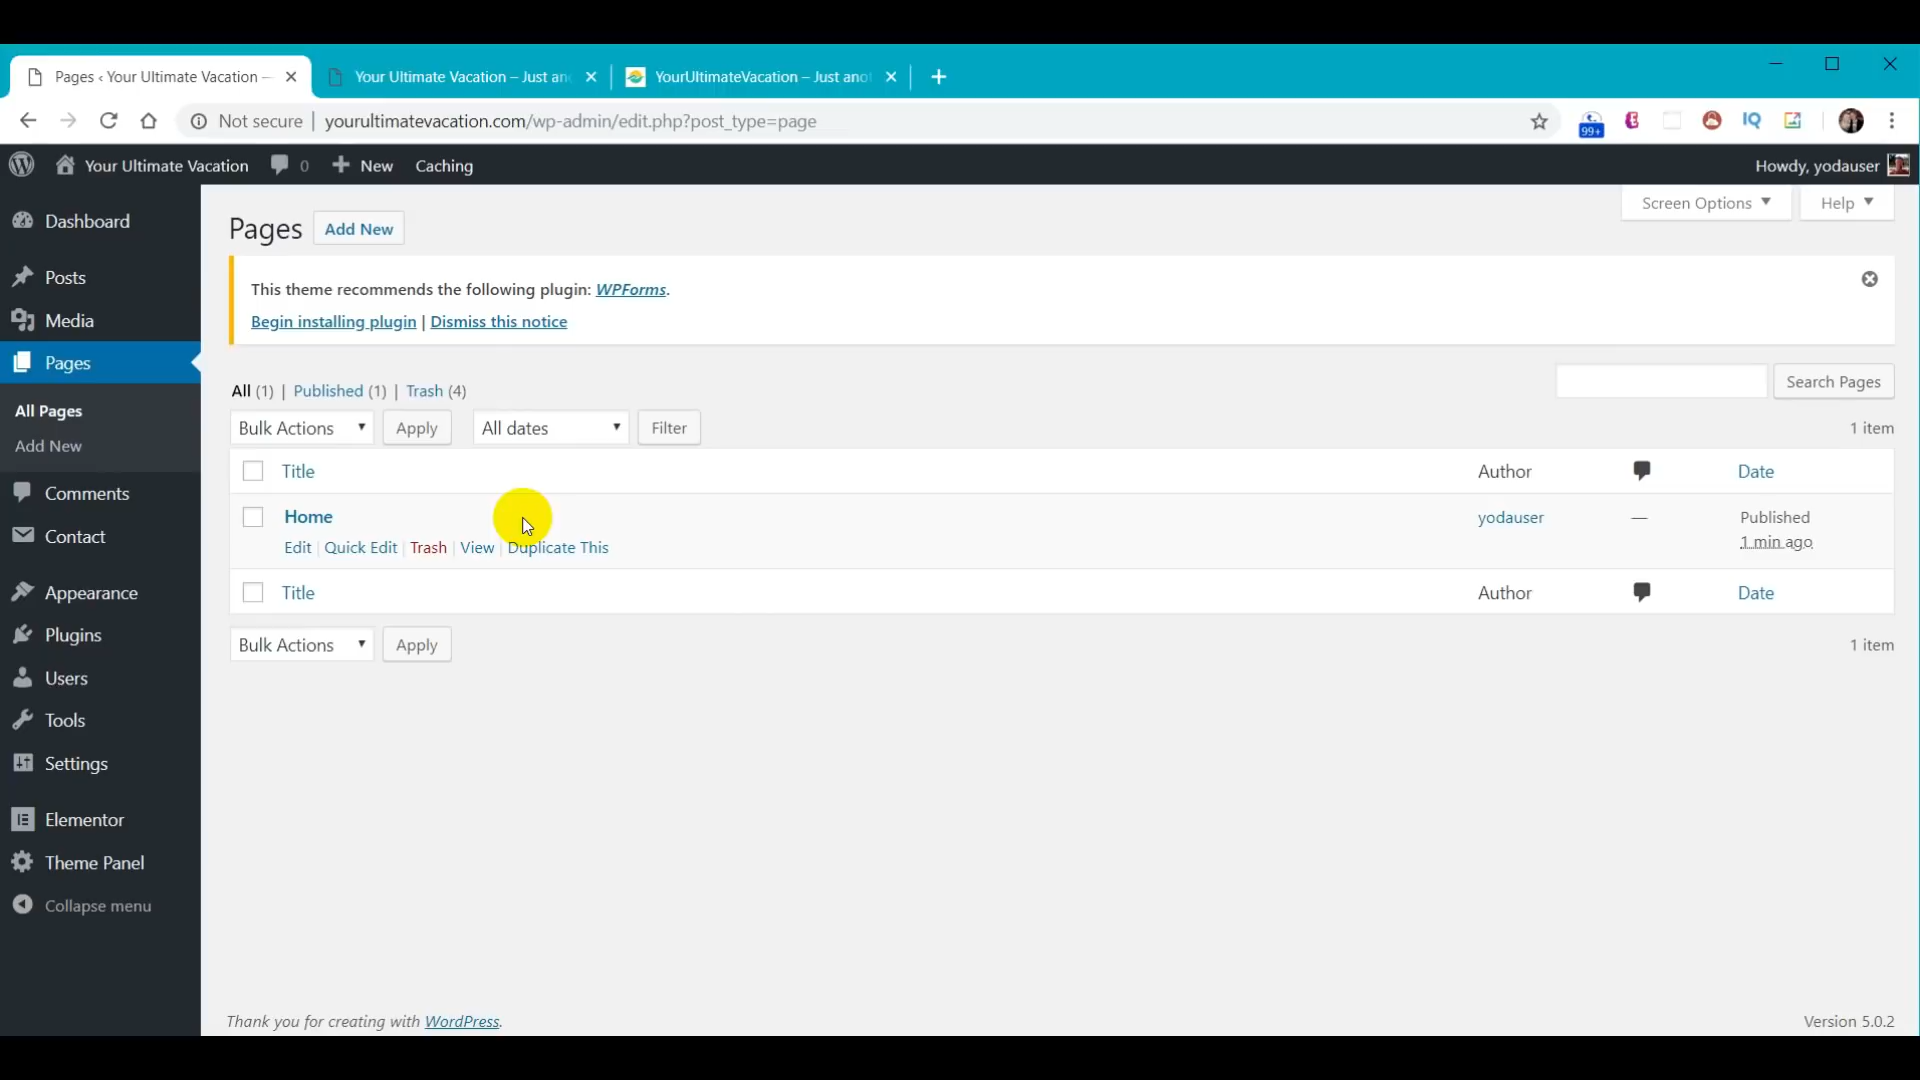 Pages ‹ Your Ultimate Vacation —
Your Ultimate Vacation – Just an
YourUltimateVacation – Just anot
Not secure | yourultimatevacation.com/wp-admin/edit.php?post_type=page
99+
IQ
Your Ultimate Vacation 0 New Caching
Howdy, yodauser
Dashboard
Posts
Media
Pages
All Pages
Add New
Comments
Contact
Appearance
Plugins
Users
Tools
Settings
Elementor
Theme Panel
Collapse menu
Screen Options
Help
Pages Add New
This theme recommends the following plugin: WPForms.
Begin installing plugin | Dismiss this notice
All (1) | Published (1) | Trash (4)
Search Pages
Bulk Actions Apply All dates Filter 1 item
Title Author Date
Home yodauser — Published
Edit | Quick Edit | Trash | View | Duplicate This 1 min ago
Title Author Date
Bulk Actions Apply 1 item
Thank you for creating with WordPress. Version 5.0.2